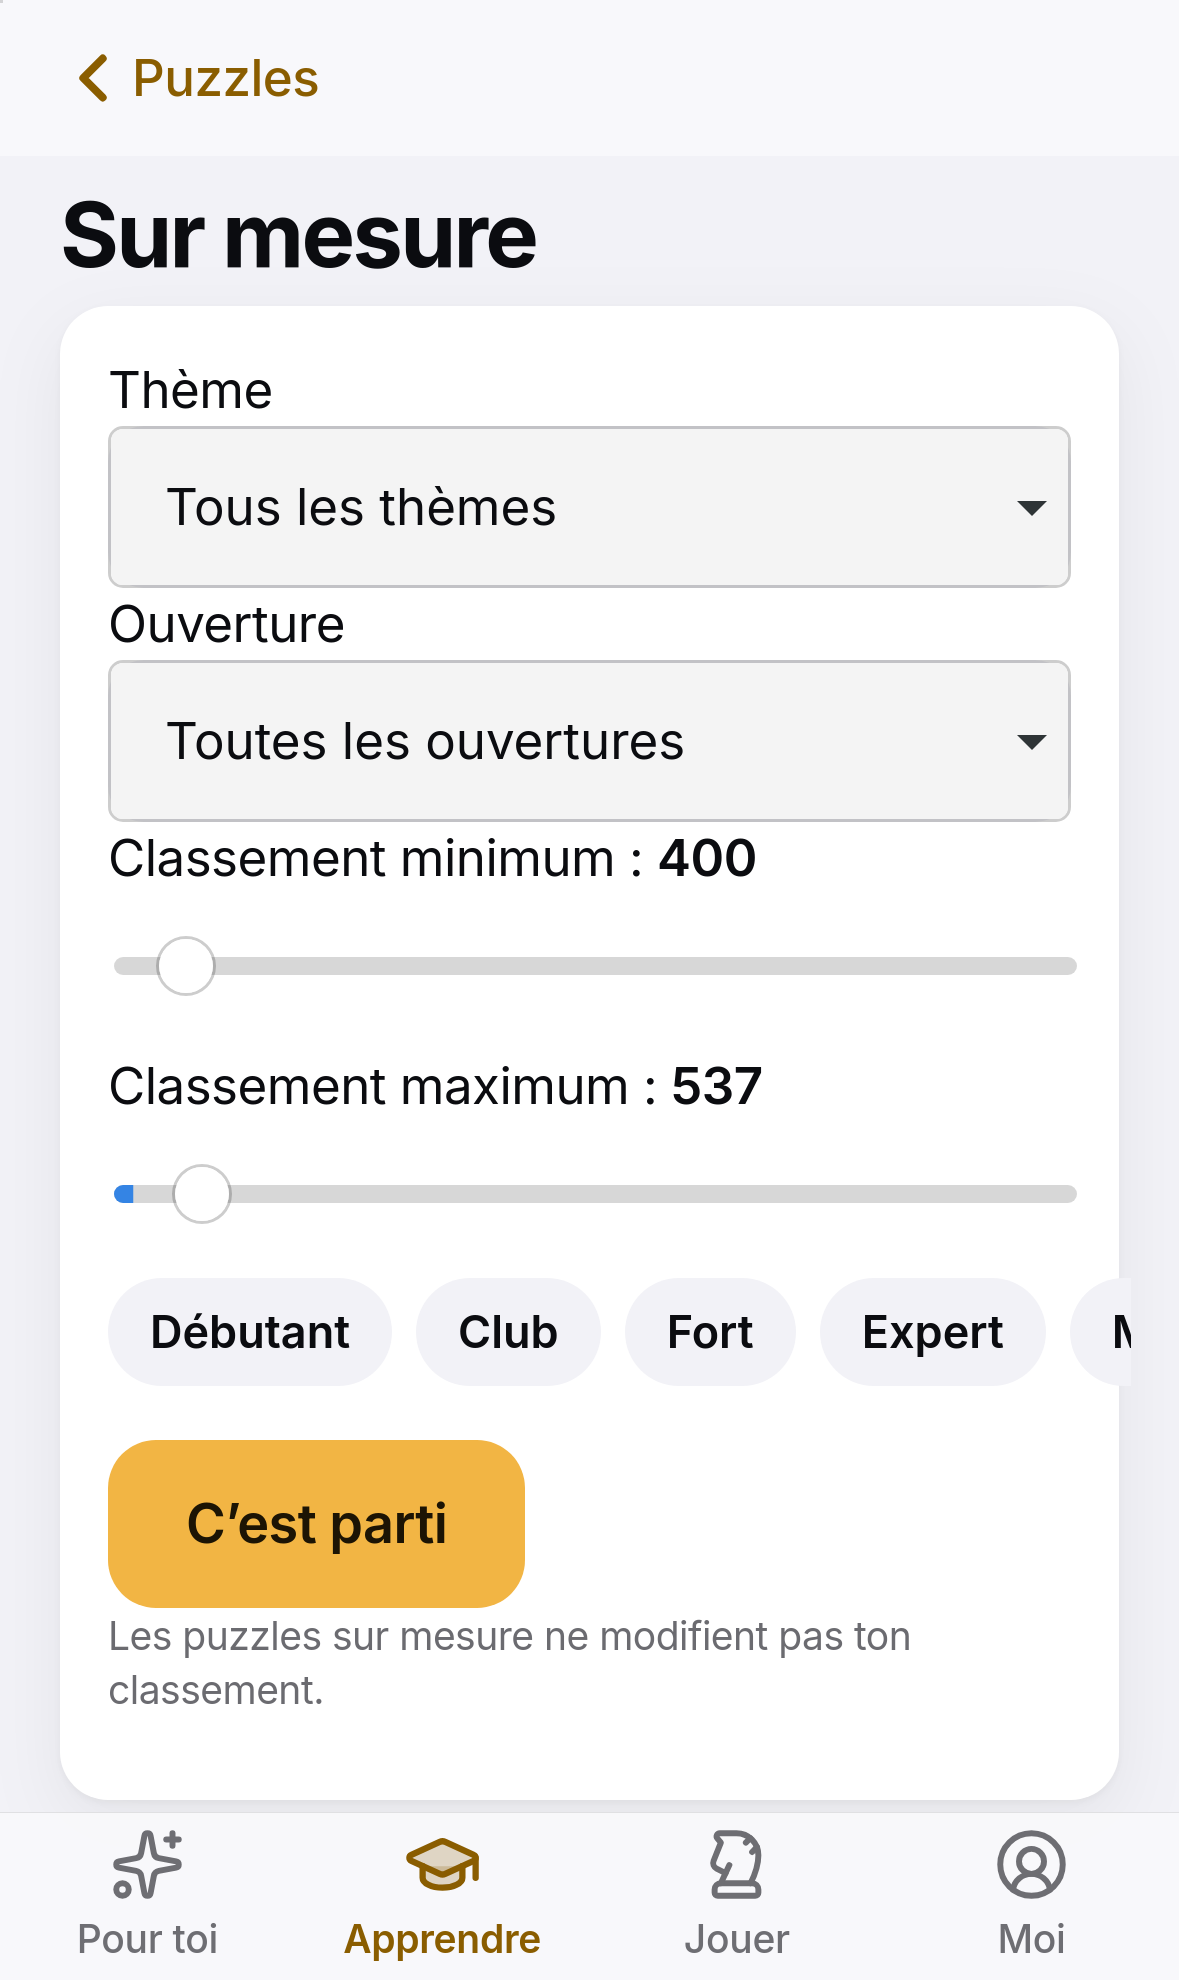 Puzzles
Sur mesure
Thème
Tous les thèmes
Ouverture
Toutes les ouvertures
Classement minimum : 400
Classement maximum : 537
Débutant Club Fort Expert
C’est parti
Les puzzles sur mesure ne modifient pas ton
classement.
Pour toi Apprendre Jouer Moi